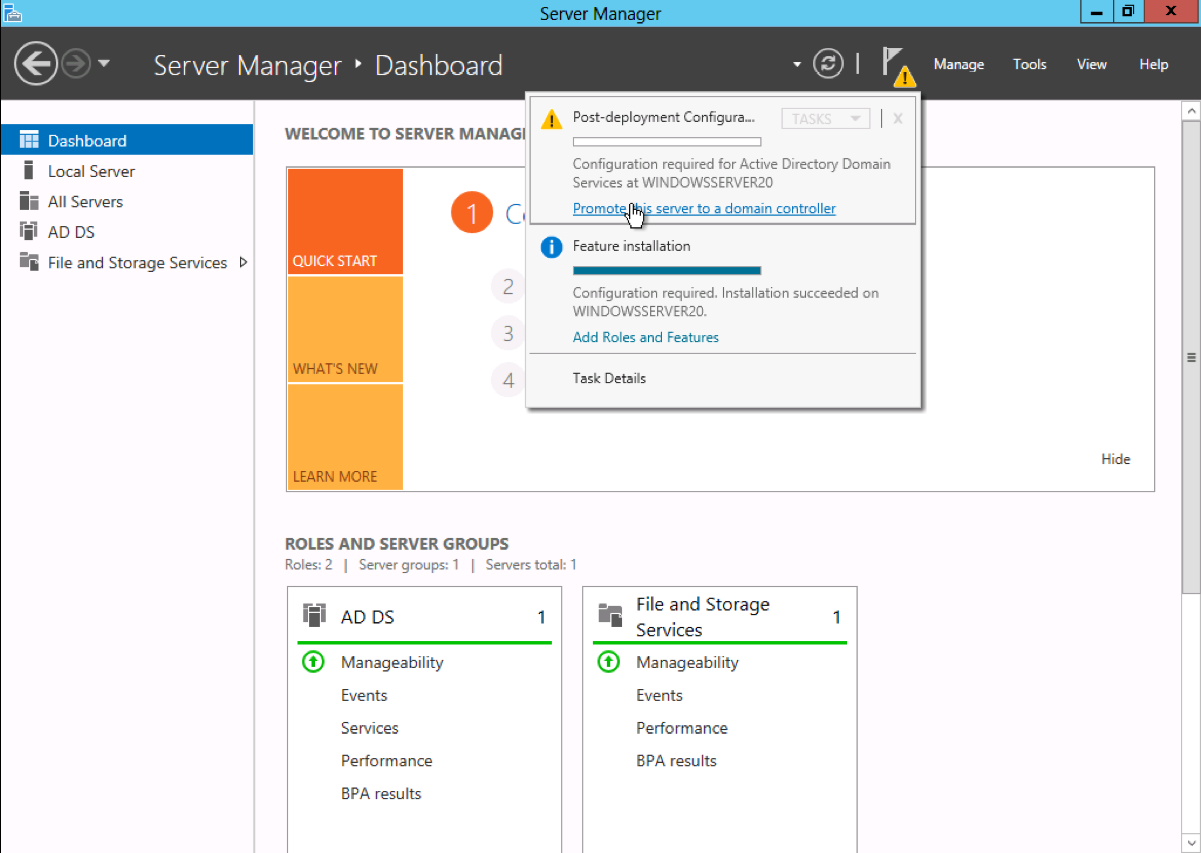 Server Manager
Server Manager ‣ Dashboard
Manage
Tools
View
Help
Dashboard
Local Server
All Servers
AD DS
File and Storage Services
WELCOME TO SERVER
Post-deployment Configura...
TASKS
X
Configuration required for Active Directory Domain
Services at WINDOWSSERVER20
Promote this server to a domain controller
Feature installation
Configuration required. Installation succeeded on
WINDOWSSERVER20.
Add Roles and Features
Task Details
QUICK START
WHAT'S NEW
LEARN MORE
1
2
3
4
Hide
ROLES AND SERVER GROUPS
Roles: 2 | Server groups: 1 | Servers total: 1
AD DS 1
Manageability
Events
Services
Performance
BPA results
File and Storage 1
Services
Manageability
Events
Performance
BPA results